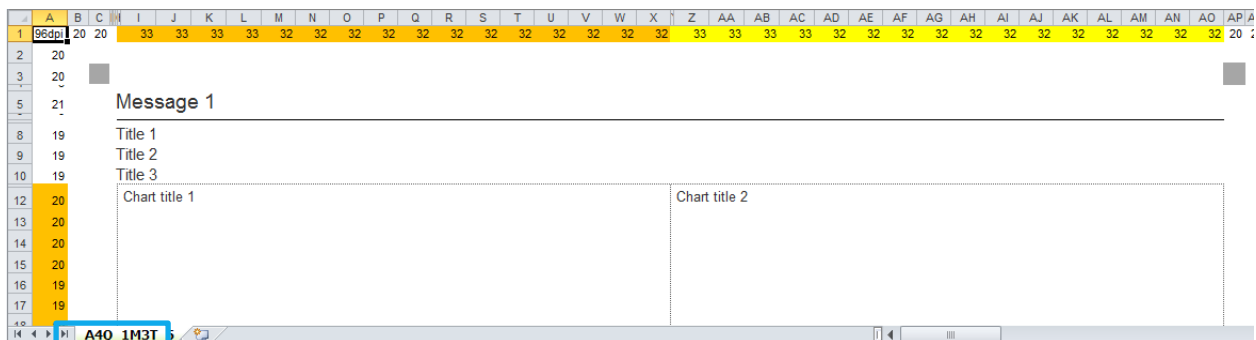 A B C I J K L M N O P Q R S T U V W X Z AA AB AC AD AE AF AG AH AI AJ AK AL AM AN AO AP
1 96dpi 20 20 33 33 33 33 32 32 32 32 32 32 32 32 32 32 32 32 33 33 33 33 32 32 32 32 32 32 32 32 32 32 32 32 20
2 20
3 20
5 21 Message 1
8 19 Title 1
9 19 Title 2
10 19 Title 3
12 20 Chart title 1 Chart title 2
13 20
14 20
15 20
16 19
17 19
A4O_1M3T